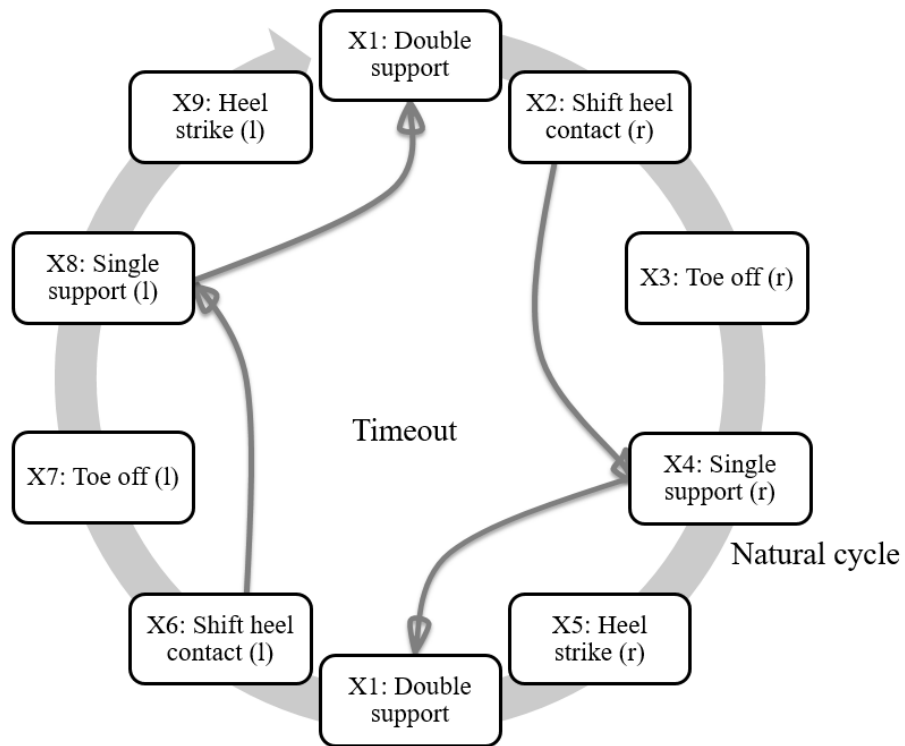 X1: Double
support
X2: Shift heel
contact (r)
X3: Toe off (r)
X4: Single
support (r)
Natural cycle
X5: Heel
strike (r)
X1: Double
support
X6: Shift heel
contact (l)
X7: Toe off (l)
X8: Single
support (l)
X9: Heel
strike (l)
Timeout